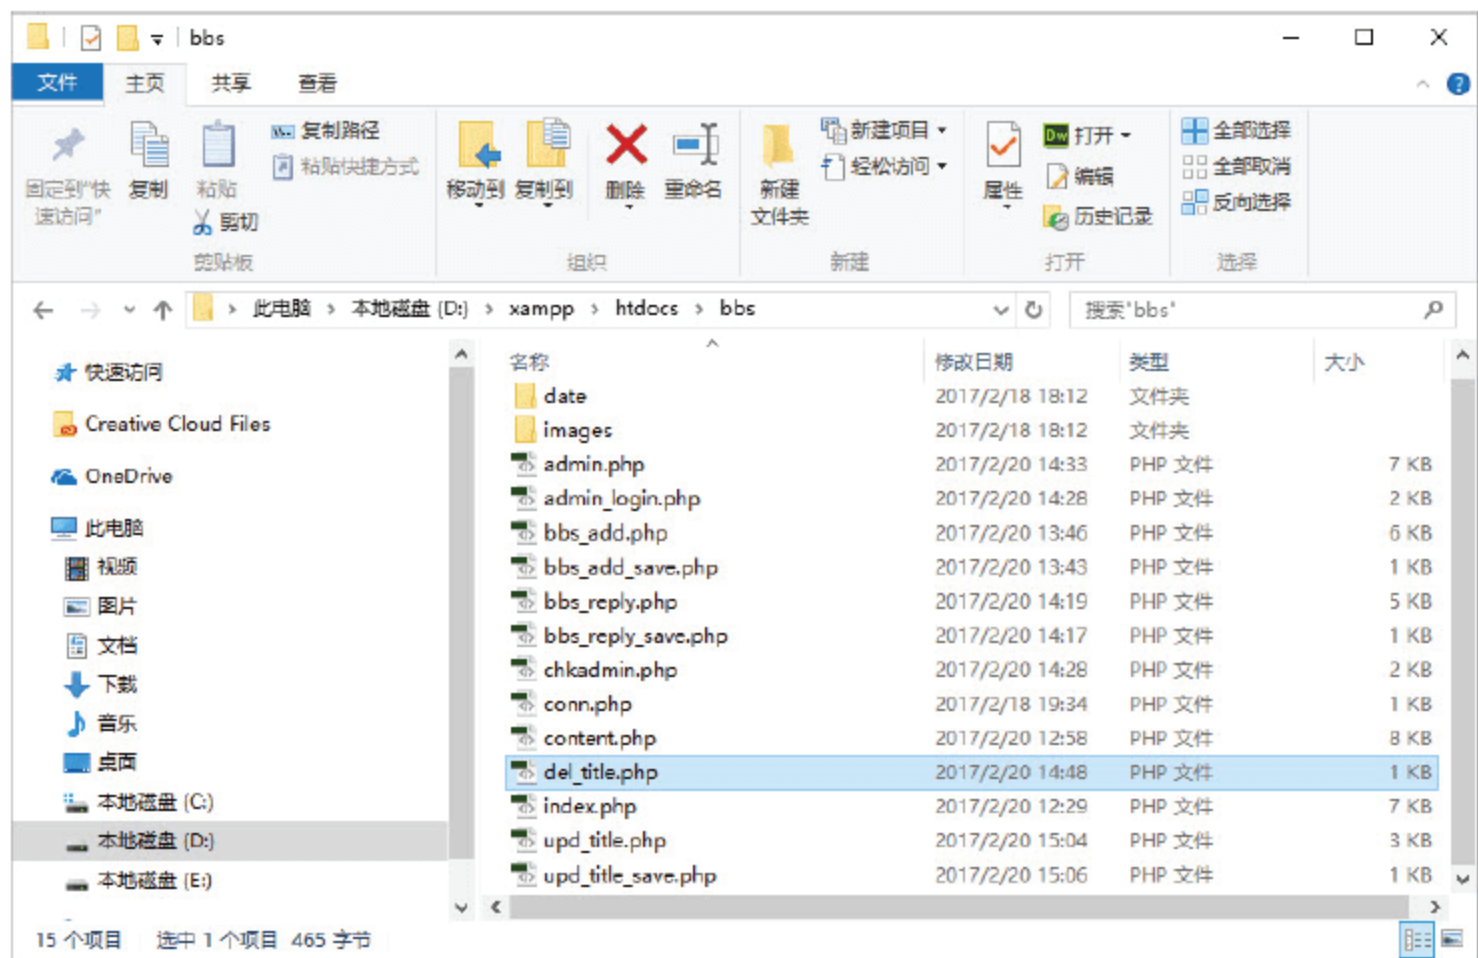 bbs
文件 主页 共享 查看
固定到"快速访问"
复制
粘贴
复制路径
粘贴快捷方式
剪切
剪贴板
移动到
复制到
删除
重命名
组织
新建文件夹
新建项目
轻松访问
新建
属性
Dw 打开
编辑
历史记录
打开
全部选择
全部取消
反向选择
选择
此电脑 > 本地磁盘 (D:) > xampp > htdocs > bbs
搜索"bbs"
快速访问
Creative Cloud Files
OneDrive
此电脑
视频
图片
文档
下载
音乐
桌面
本地磁盘 (C:)
本地磁盘 (D:)
本地磁盘 (E:)
名称 修改日期 类型 大小
date 2017/2/18 18:12 文件夹
images 2017/2/18 18:12 文件夹
admin.php 2017/2/20 14:33 PHP 文件 7 KB
admin_login.php 2017/2/20 14:28 PHP 文件 2 KB
bbs_add.php 2017/2/20 13:46 PHP 文件 6 KB
bbs_add_save.php 2017/2/20 13:43 PHP 文件 1 KB
bbs_reply.php 2017/2/20 14:19 PHP 文件 5 KB
bbs_reply_save.php 2017/2/20 14:17 PHP 文件 1 KB
chkadmin.php 2017/2/20 14:28 PHP 文件 2 KB
conn.php 2017/2/18 19:34 PHP 文件 1 KB
content.php 2017/2/20 12:58 PHP 文件 8 KB
del_title.php 2017/2/20 14:48 PHP 文件 1 KB
index.php 2017/2/20 12:29 PHP 文件 7 KB
upd_title.php 2017/2/20 15:04 PHP 文件 3 KB
upd_title_save.php 2017/2/20 15:06 PHP 文件 1 KB
15 个项目 选中 1 个项目 465 字节